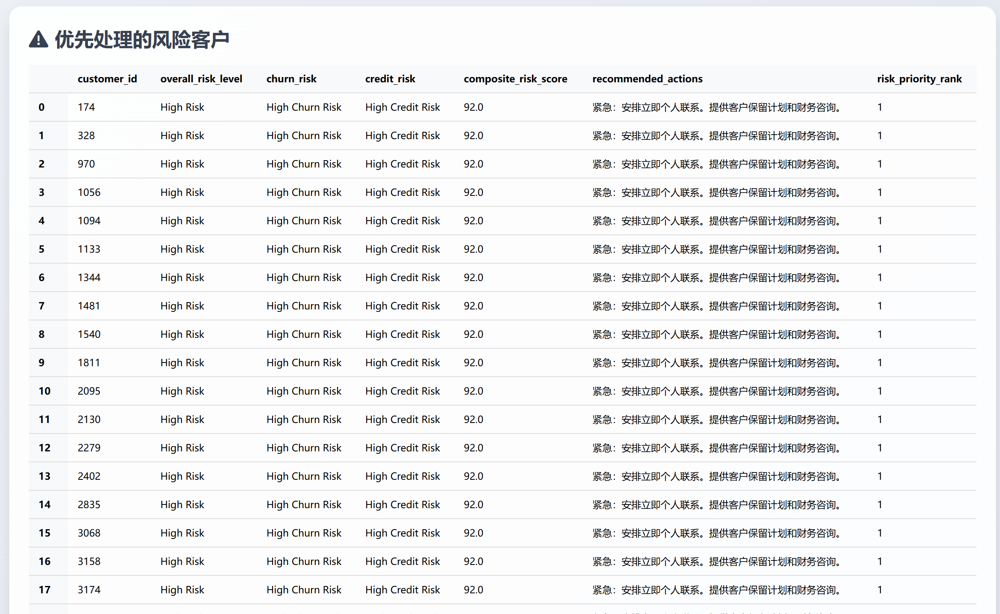 优先处理的风险客户
customer_id overall_risk_level churn_risk credit_risk composite_risk_score recommended_actions risk_priority_rank
0 174 High Risk High Churn Risk High Credit Risk 92.0 紧急：安排立即个人联系。提供客户保留计划和财务咨询。 1
1 328 High Risk High Churn Risk High Credit Risk 92.0 紧急：安排立即个人联系。提供客户保留计划和财务咨询。 1
2 970 High Risk High Churn Risk High Credit Risk 92.0 紧急：安排立即个人联系。提供客户保留计划和财务咨询。 1
3 1056 High Risk High Churn Risk High Credit Risk 92.0 紧急：安排立即个人联系。提供客户保留计划和财务咨询。 1
4 1094 High Risk High Churn Risk High Credit Risk 92.0 紧急：安排立即个人联系。提供客户保留计划和财务咨询。 1
5 1133 High Risk High Churn Risk High Credit Risk 92.0 紧急：安排立即个人联系。提供客户保留计划和财务咨询。 1
6 1344 High Risk High Churn Risk High Credit Risk 92.0 紧急：安排立即个人联系。提供客户保留计划和财务咨询。 1
7 1481 High Risk High Churn Risk High Credit Risk 92.0 紧急：安排立即个人联系。提供客户保留计划和财务咨询。 1
8 1540 High Risk High Churn Risk High Credit Risk 92.0 紧急：安排立即个人联系。提供客户保留计划和财务咨询。 1
9 1811 High Risk High Churn Risk High Credit Risk 92.0 紧急：安排立即个人联系。提供客户保留计划和财务咨询。 1
10 2095 High Risk High Churn Risk High Credit Risk 92.0 紧急：安排立即个人联系。提供客户保留计划和财务咨询。 1
11 2130 High Risk High Churn Risk High Credit Risk 92.0 紧急：安排立即个人联系。提供客户保留计划和财务咨询。 1
12 2279 High Risk High Churn Risk High Credit Risk 92.0 紧急：安排立即个人联系。提供客户保留计划和财务咨询。 1
13 2402 High Risk High Churn Risk High Credit Risk 92.0 紧急：安排立即个人联系。提供客户保留计划和财务咨询。 1
14 2835 High Risk High Churn Risk High Credit Risk 92.0 紧急：安排立即个人联系。提供客户保留计划和财务咨询。 1
15 3068 High Risk High Churn Risk High Credit Risk 92.0 紧急：安排立即个人联系。提供客户保留计划和财务咨询。 1
16 3158 High Risk High Churn Risk High Credit Risk 92.0 紧急：安排立即个人联系。提供客户保留计划和财务咨询。 1
17 3174 High Risk High Churn Risk High Credit Risk 92.0 紧急：安排立即个人联系。提供客户保留计划和财务咨询。 1